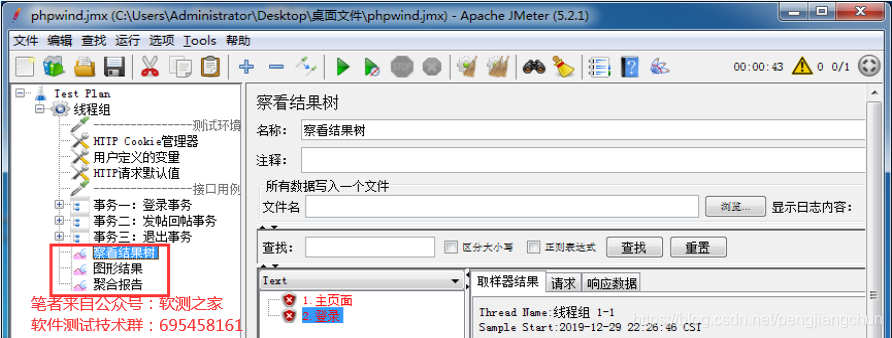 phpwind.jmx (C:\Users\Administrator\Desktop\桌面文件\phpwind.jmx) - Apache JMeter (5.2.1)
文件 编辑 查找 运行 选项 Tools 帮助
00:00:43 0 0/1
Test Plan
线程组
-----------------测试环境
HTTP Cookie管理器
用户定义的变量
HTTP请求默认值
-----------------接口用例
事务一：登录事务
事务二：发帖回帖事务
事务三：退出事务
察看结果树
图形结果
聚合报告
笔者来自公众号：软测之家
软件测试技术群：695458161
察看结果树
名称： 察看结果树
注释：
所有数据写入一个文件
文件名 浏览... 显示日志内容：
查找： 区分大小写 正则表达式 查找 重置
Text
1. 主页面
2. 登录
取样器结果 请求 响应数据
Thread Name:线程组 1-1
Sample Start:2019-12-29 22:26:46 CST
https://blog.csdn.net/pengjiangchun